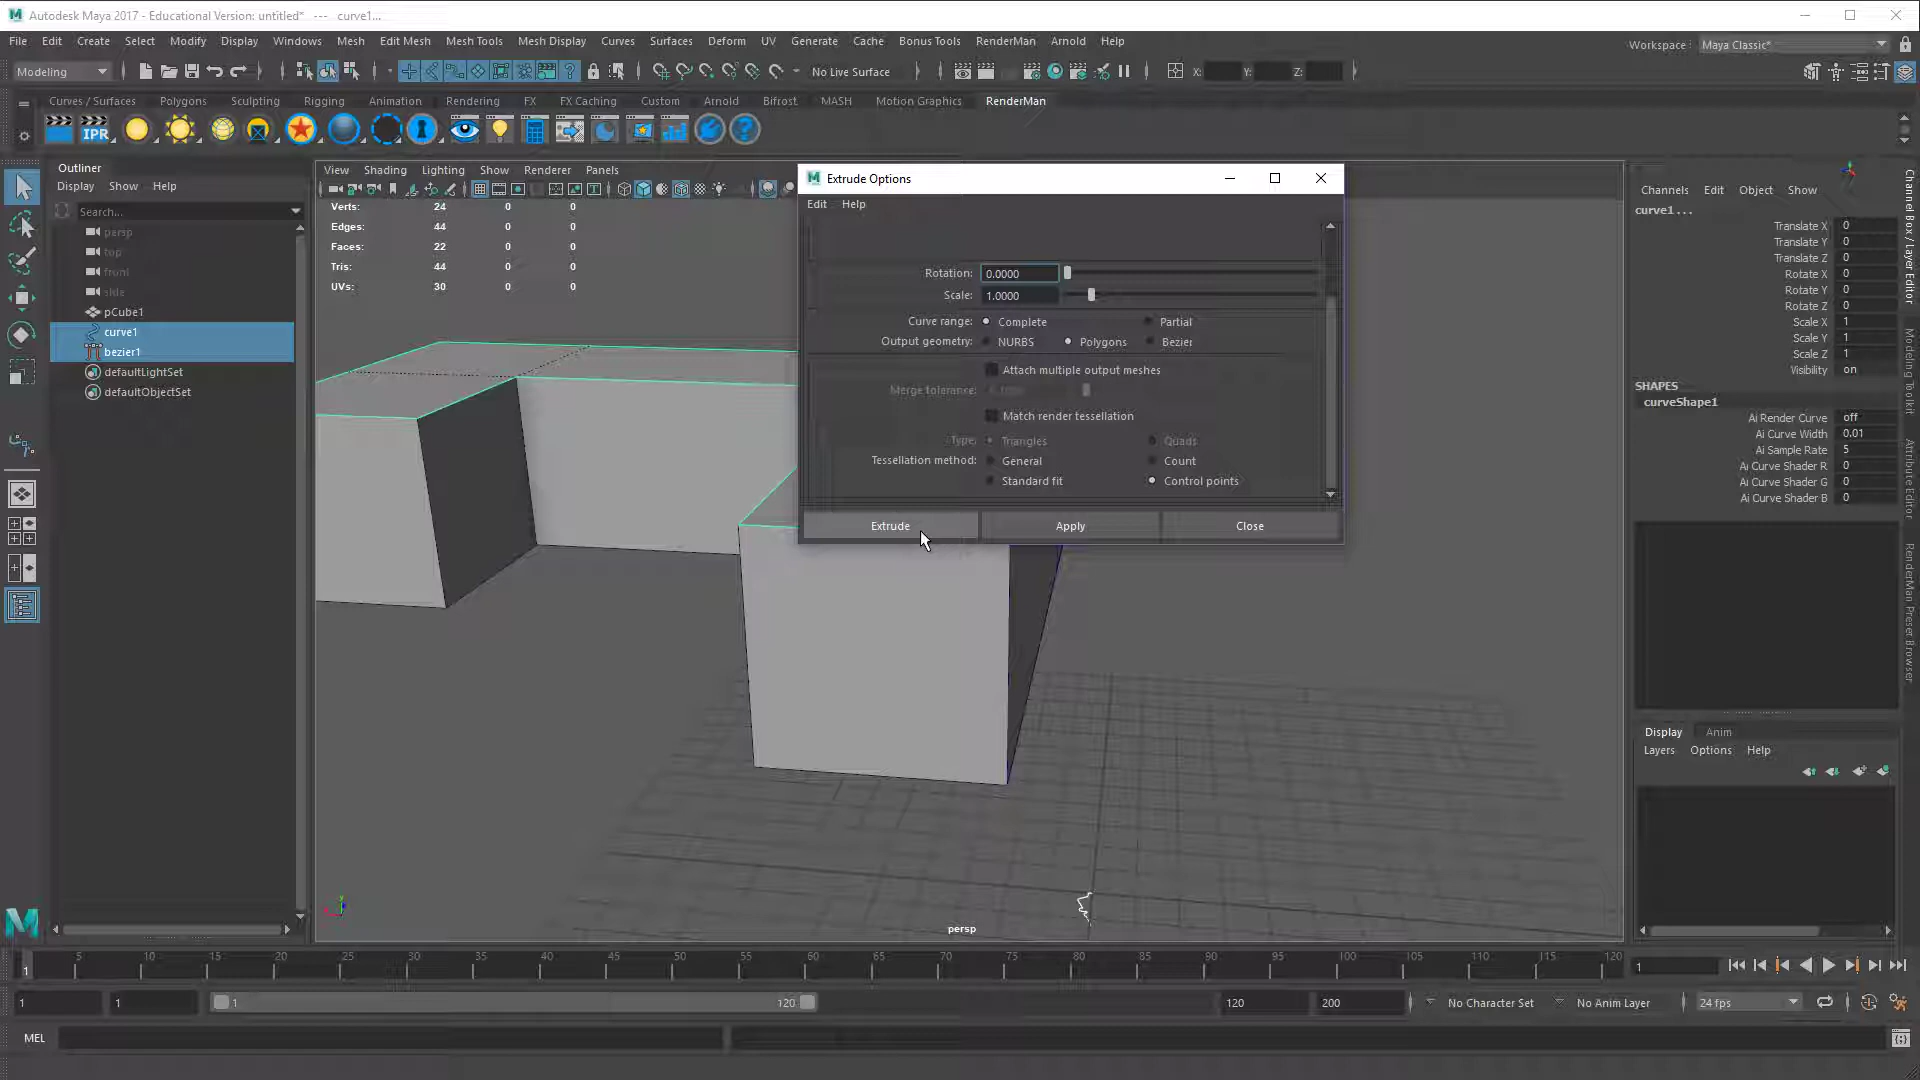 Autodesk Maya 2017 - Educational Version: untitled* --- curve1...
File Edit Create Select Modify Display Windows Mesh Edit Mesh Mesh Tools Mesh Display Curves Surfaces Deform UV Generate Cache Bonus Tools RenderMan Arnold Help
Workspace : Maya Classic*
Modeling No Live Surface X: Y: Z:
Curves / Surfaces Polygons Sculpting Rigging Animation Rendering FX FX Caching Custom Arnold Bifrost MASH Motion Graphics RenderMan
IPR
Outliner
Display Show Help
Search...
persp
top
front
side
pCube1
curve1
bezier1
defaultLightSet
defaultObjectSet
View Shading Lighting Show Renderer Panels
Verts: 24 0 0
Edges: 44 0 0
Faces: 22 0 0
Tris: 44 0 0
UVs: 30 0 0
persp
Extrude Options
Edit Help
Rotation: 0.0000
Scale: 1.0000
Curve range: Complete Partial
Output geometry: NURBS Polygons Bezier
Attach multiple output meshes
Merge tolerance:
Match render tessellation
Type: Triangles Quads
Tessellation method: General Count
Standard fit Control points
Extrude Apply Close
Channels Edit Object Show
curve1...
Translate X 0
Translate Y 0
Translate Z 0
Rotate X 0
Rotate Y 0
Rotate Z 0
Scale X 1
Scale Y 1
Scale Z 1
Visibility on
SHAPES
curveShape1
Ai Render Curve off
Ai Curve Width 0.01
Ai Sample Rate 5
Ai Curve Shader R 0
Ai Curve Shader G 0
Ai Curve Shader B 0
Display Anim
Layers Options Help
Channel Box / Layer Editor
Modeling Toolkit
Attribute Editor
RenderMan Preset Browser
5 10 15 20 25 30 35 40 45 50 55 60 65 70 75 80 85 90 95 100 105 110 115 120
1 1
1 1 1 120 120 200 No Character Set No Anim Layer 24 fps
MEL